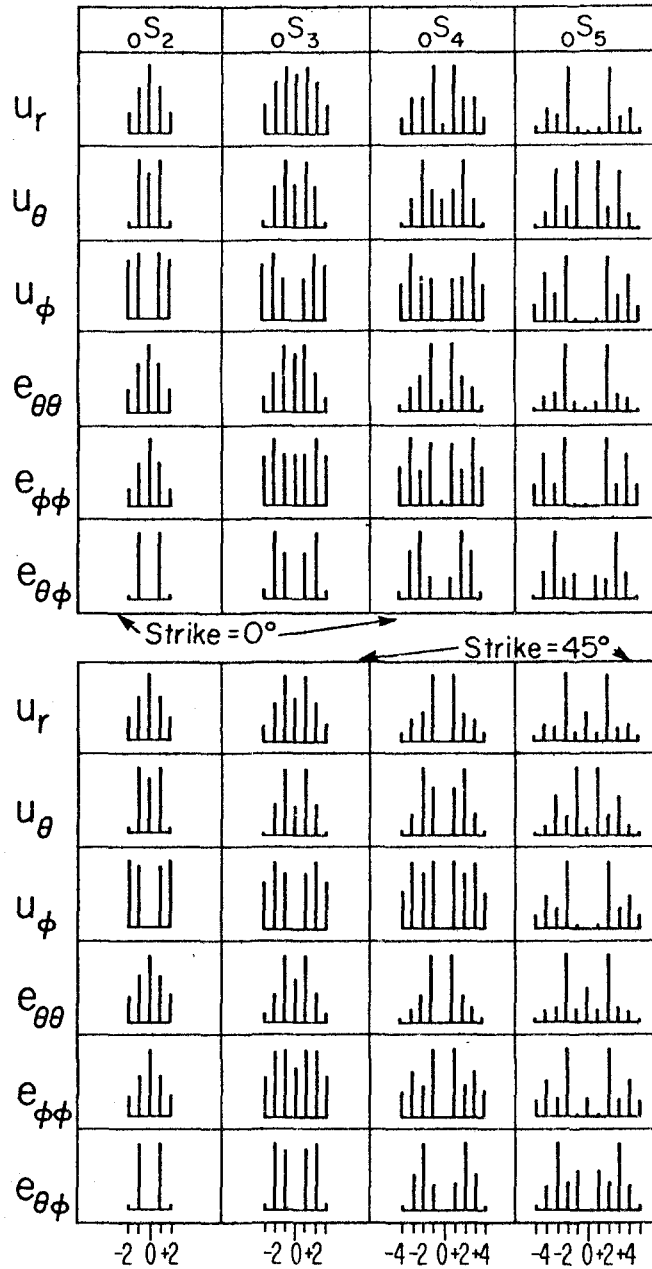 ₀S₂ ₀S₃ ₀S₄ ₀S₅
u_r
u_θ
u_ϕ
e_θθ
e_ϕϕ
e_θϕ
Strike=0°
Strike=45°
u_r
u_θ
u_ϕ
e_θθ
e_ϕϕ
e_θϕ
-2 0+2 -2 0+2 -4-2 0+2+4 -4-2 0+2+4